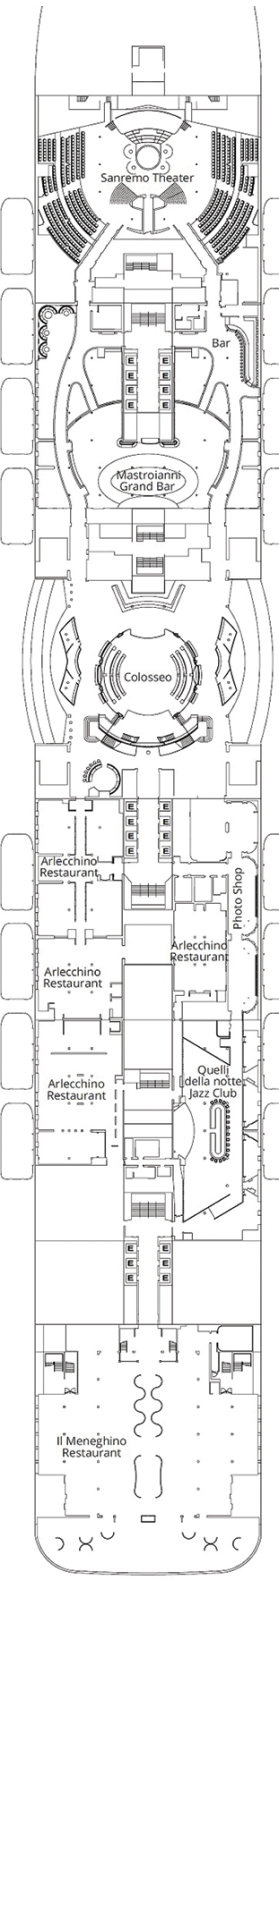 Sanremo Theater
E
E
E
E
E
E
E
E
Bar
Mastroianni
Grand Bar
Colosseo
E
E
E
E
E
E
E
E
Arlecchino
Restaurant
Photo Shop
Arlecchino
Restaurant
Arlecchino
Restaurant
Quelli
della notte
Jazz Club
Arlecchino
Restaurant
E
E
E
E
E
E
Il Meneghino
Restaurant